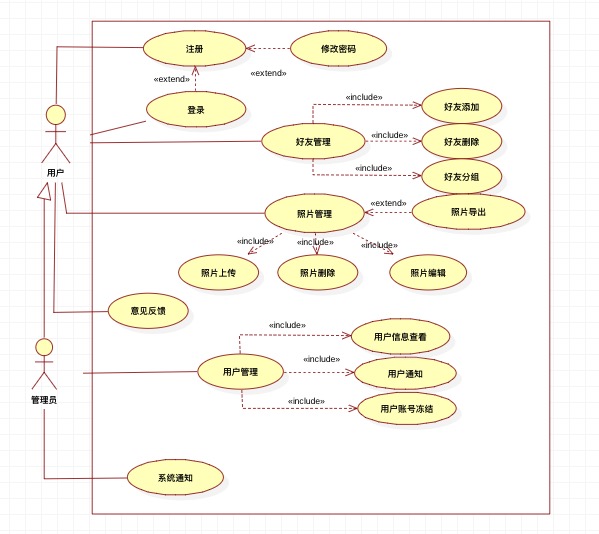 注册
修改密码
«extend»
«extend»
登录
用户
好友管理
«include»
好友添加
«include»
好友删除
«include»
好友分组
照片管理
«extend»
照片导出
«include»
«include»
«include»
照片上传
照片删除
照片编辑
意见反馈
管理员
用户管理
«include»
用户信息查看
«include»
用户通知
«include»
用户账号冻结
系统通知